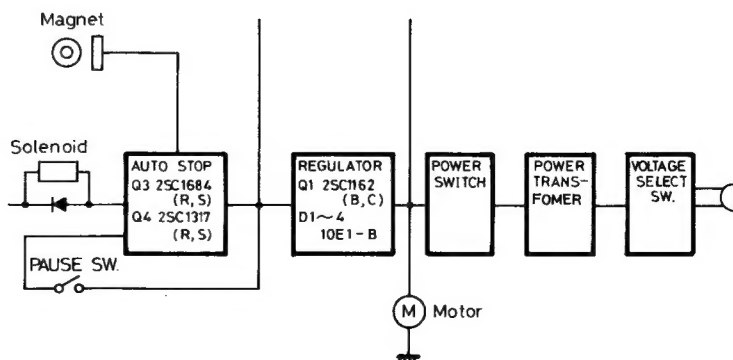 Magnet
Solenoid
AUTO STOP
Q3 2SC1684
(R,S)
Q4 2SC1317
(R,S)
PAUSE SW.
REGULATOR
Q1 2SC1162
(B,C)
D1～4
10E1-B
POWER
SWITCH
POWER
TRANS-
FOMER
VOLTAGE
SELECT
SW.
M
Motor